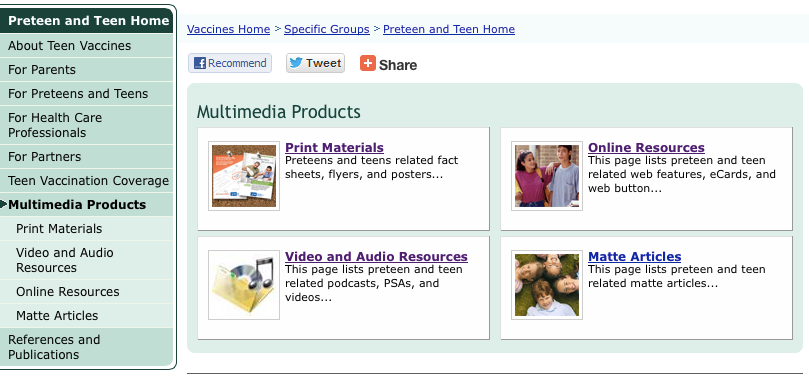 Preteen and Teen Home
About Teen Vaccines
For Parents
For Preteens and Teens
For Health Care
Professionals
For Partners
Teen Vaccination Coverage
Multimedia Products
Print Materials
Video and Audio
Resources
Online Resources
Matte Articles
References and
Publications
Vaccines Home > Specific Groups > Preteen and Teen Home
Recommend Tweet Share
Multimedia Products
Print Materials
Preteens and teens related fact
sheets, flyers, and posters...
Online Resources
This page lists preteen and teen
related web features, eCards, and
web button...
Video and Audio Resources
This page lists preteen and teen
related podcasts, PSAs, and
videos...
Matte Articles
This page lists preteen and teen
related matte articles...